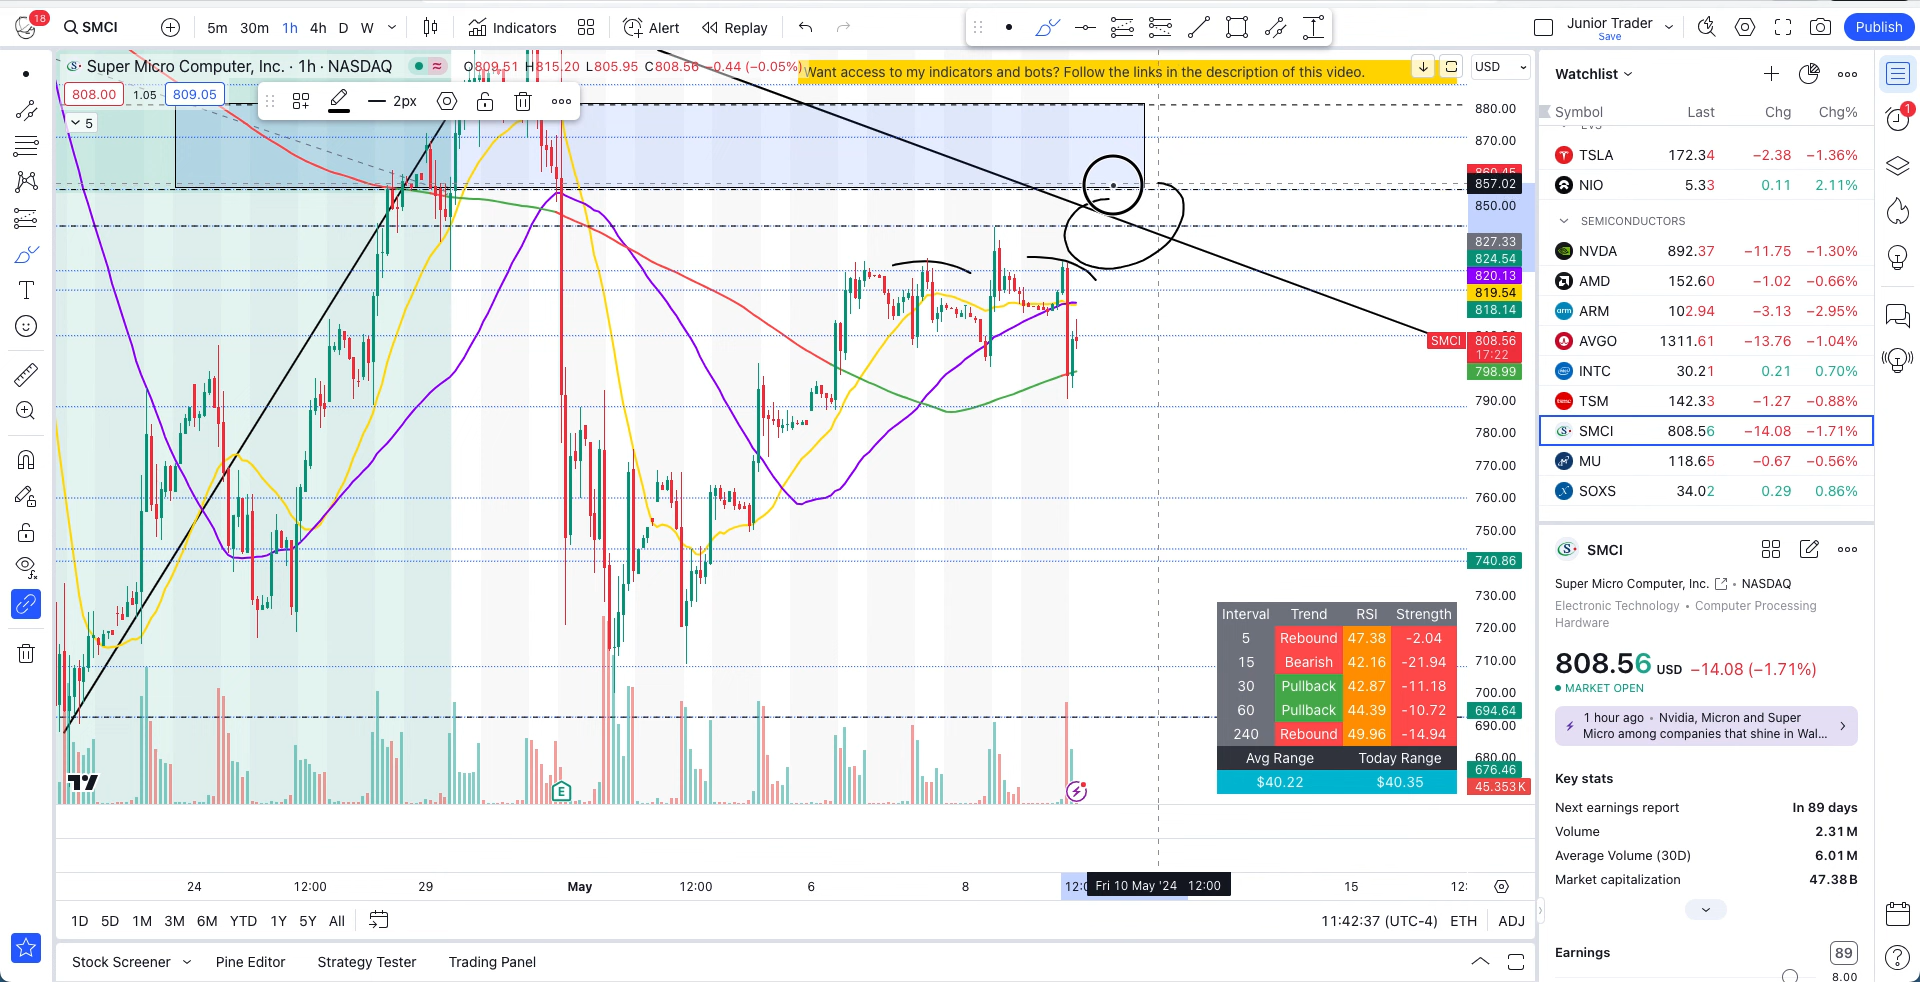 18
SMCI
5m 30m 1h 4h D W
Indicators
Alert
Replay
Junior Trader
Save
Publish
Super Micro Computer, Inc. · 1h · NASDAQ
O809.51 H815.20 L805.95 C808.56 −0.44 (−0.05%)
Want access to my indicators and bots? Follow the links in the description of this video.
USD
808.00 1.05 809.05
2px
5
880.00
870.00
857.02
850.00
827.33
824.54
820.13
819.54
818.14
SMCI 808.56
17:22
798.99
790.00
780.00
770.00
760.00
750.00
740.86
730.00
720.00
710.00
700.00
694.64
690.00
680.00
676.46
45.353K
Interval Trend RSI Strength
5 Rebound 47.38 -2.04
15 Bearish 42.16 -21.94
30 Pullback 42.87 -11.18
60 Pullback 44.39 -10.72
240 Rebound 49.96 -14.94
Avg Range Today Range
$40.22 $40.35
E
24 12:00 29 May 12:00 6 8 Fri 10 May '24 12:00 15
1D 5D 1M 3M 6M YTD 1Y 5Y All
11:42:37 (UTC-4) ETH ADJ
Stock Screener Pine Editor Strategy Tester Trading Panel
Watchlist
Symbol Last Chg Chg%
TSLA 172.34 −2.38 −1.36%
NIO 5.33 0.11 2.11%
SEMICONDUCTORS
NVDA 892.37 −11.75 −1.30%
AMD 152.60 −1.02 −0.66%
ARM 102.94 −3.13 −2.95%
AVGO 1311.61 −13.76 −1.04%
INTC 30.21 0.21 0.70%
TSM 142.33 −1.27 −0.88%
SMCI 808.56 −14.08 −1.71%
MU 118.65 −0.67 −0.56%
SOXS 34.02 0.29 0.86%
SMCI
Super Micro Computer, Inc. • NASDAQ
Electronic Technology • Computer Processing
Hardware
808.56 USD −14.08 (−1.71%)
MARKET OPEN
1 hour ago • Nvidia, Micron and Super
Micro among companies that shine in Wal...
Key stats
Next earnings report In 89 days
Volume 2.31M
Average Volume (30D) 6.01M
Market capitalization 47.38B
Earnings 89
8.00
1